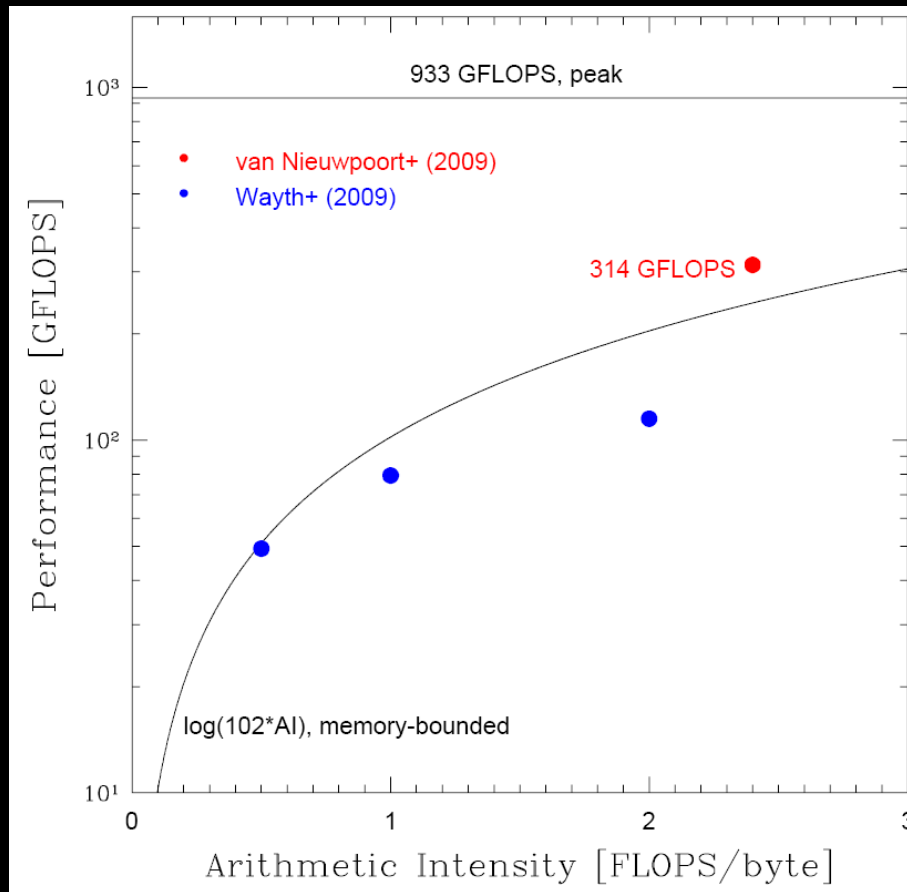 933 GFLOPS, peak
10³
van Nieuwpoort+ (2009)
Wayth+ (2009)
314 GFLOPS
10²
log(102*AI), memory-bounded
10¹
0 1 2 3
Arithmetic Intensity [FLOPS/byte]
Performance [GFLOPS]